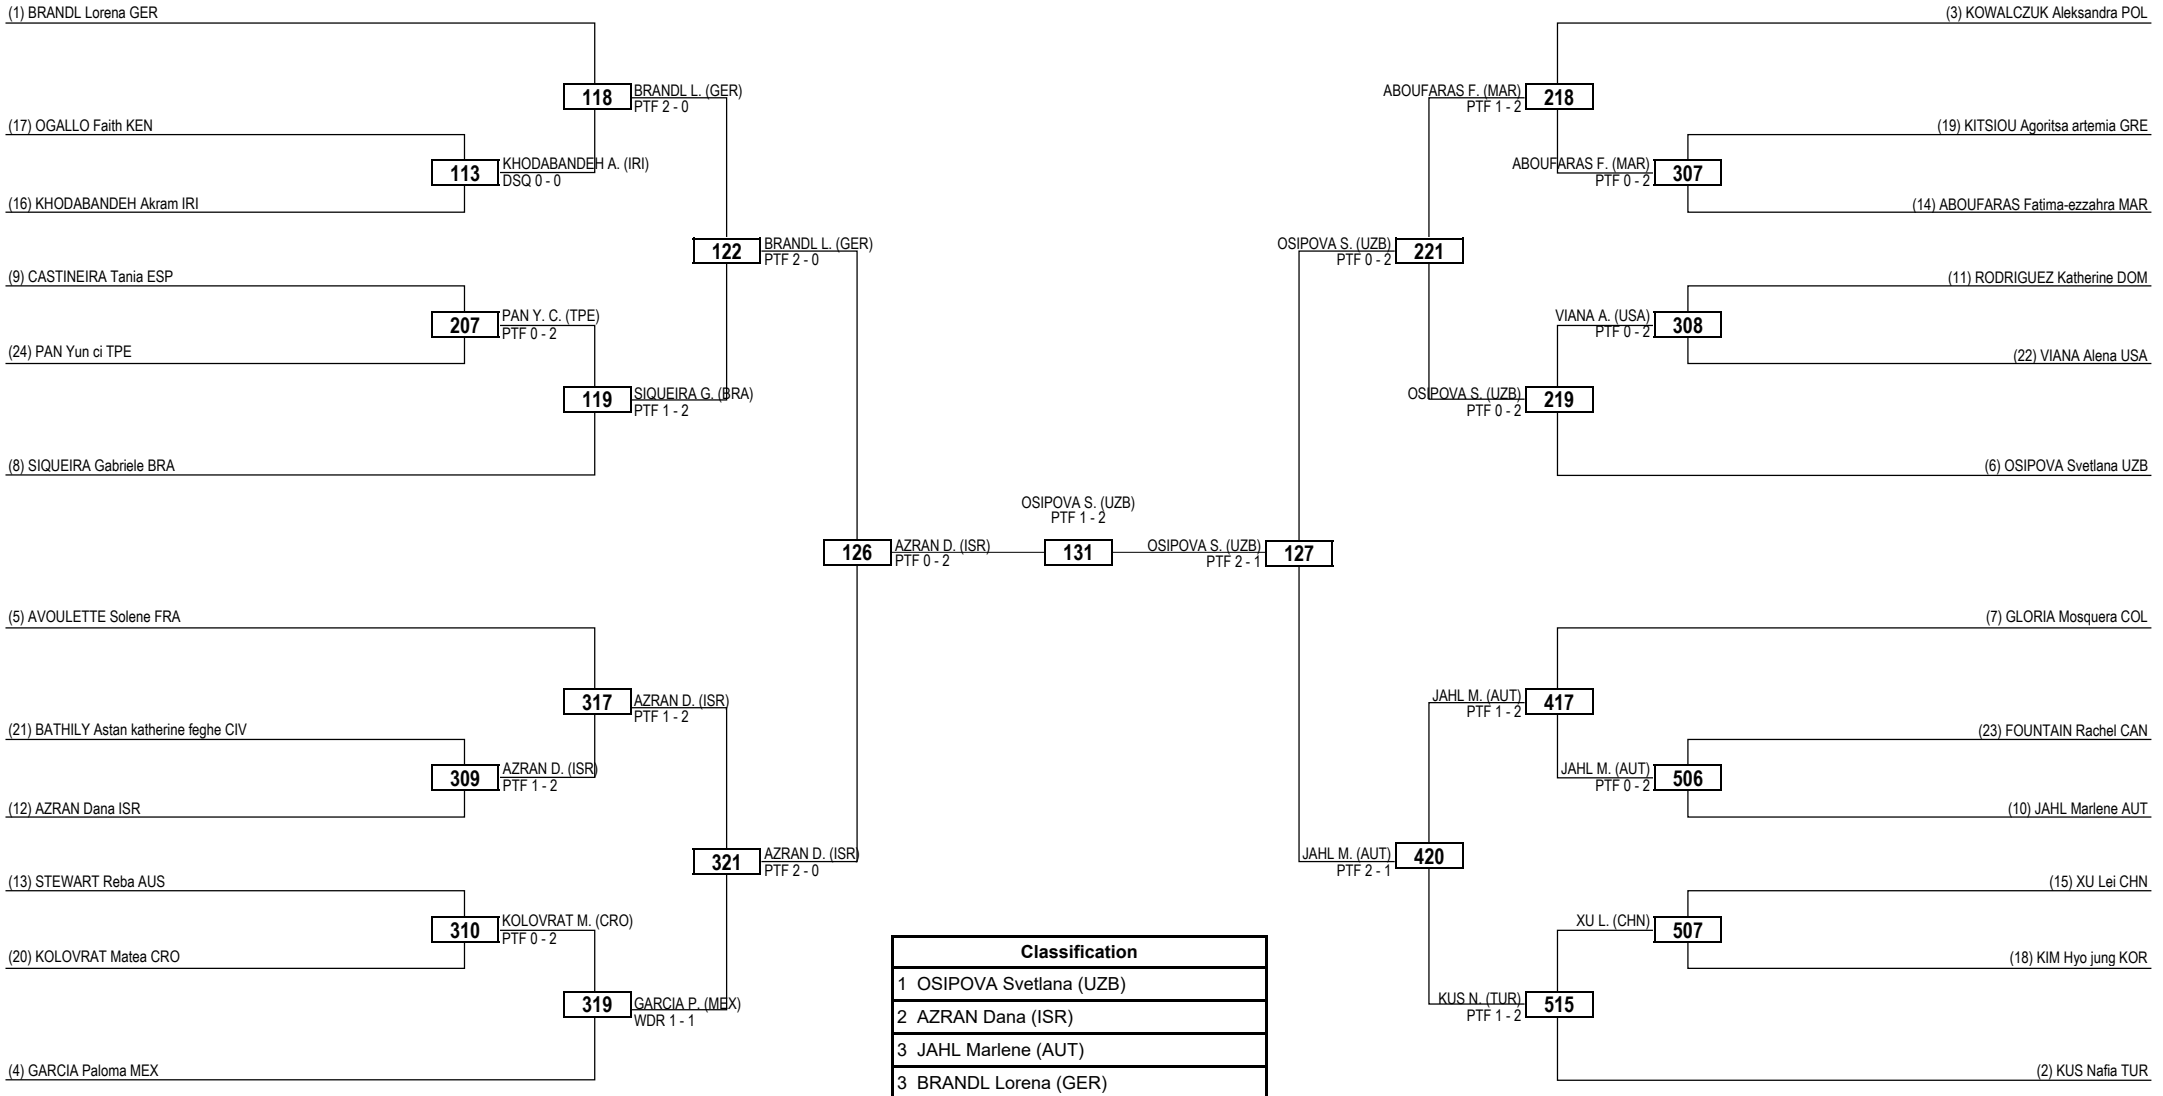 (1) BRANDL Lorena GER
(3) KOWALCZUK Aleksandra POL
118
BRANDL L. (GER)
PTF 2 - 0
ABOUFARAS F. (MAR)
PTF 1 - 2
218
(17) OGALLO Faith KEN
(19) KITSIOU Agoritsa artemia GRE
113
KHODABANDEH A. (IRI)
DSQ 0 - 0
ABOUFARAS F. (MAR)
PTF 0 - 2
307
(16) KHODABANDEH Akram IRI
(14) ABOUFARAS Fatima-ezzahra MAR
122
BRANDL L. (GER)
PTF 2 - 0
OSIPOVA S. (UZB)
PTF 0 - 2
221
(9) CASTINEIRA Tania ESP
(11) RODRIGUEZ Katherine DOM
207
PAN Y. C. (TPE)
PTF 0 - 2
VIANA A. (USA)
PTF 0 - 2
308
(24) PAN Yun ci TPE
(22) VIANA Alena USA
119
SIQUEIRA G. (BRA)
PTF 1 - 2
OSIPOVA S. (UZB)
PTF 0 - 2
219
(8) SIQUEIRA Gabriele BRA
(6) OSIPOVA Svetlana UZB
OSIPOVA S. (UZB)
PTF 1 - 2
126
AZRAN D. (ISR)
PTF 0 - 2
131
OSIPOVA S. (UZB)
PTF 2 - 1
127
(5) AVOULETTE Solene FRA
(7) GLORIA Mosquera COL
317
AZRAN D. (ISR)
PTF 1 - 2
JAHL M. (AUT)
PTF 1 - 2
417
(21) BATHILY Astan katherine feghe CIV
(23) FOUNTAIN Rachel CAN
309
AZRAN D. (ISR)
PTF 1 - 2
JAHL M. (AUT)
PTF 0 - 2
506
(12) AZRAN Dana ISR
(10) JAHL Marlene AUT
321
AZRAN D. (ISR)
PTF 2 - 0
JAHL M. (AUT)
PTF 2 - 1
420
(13) STEWART Reba AUS
(15) XU Lei CHN
310
KOLOVRAT M. (CRO)
PTF 0 - 2
XU L. (CHN)
507
(20) KOLOVRAT Matea CRO
(18) KIM Hyo jung KOR
319
GARCIA P. (MEX)
WDR 1 - 1
KUS N. (TUR)
PTF 1 - 2
515
(4) GARCIA Paloma MEX
(2) KUS Nafia TUR
Classification
1 OSIPOVA Svetlana (UZB)
2 AZRAN Dana (ISR)
3 JAHL Marlene (AUT)
3 BRANDL Lorena (GER)